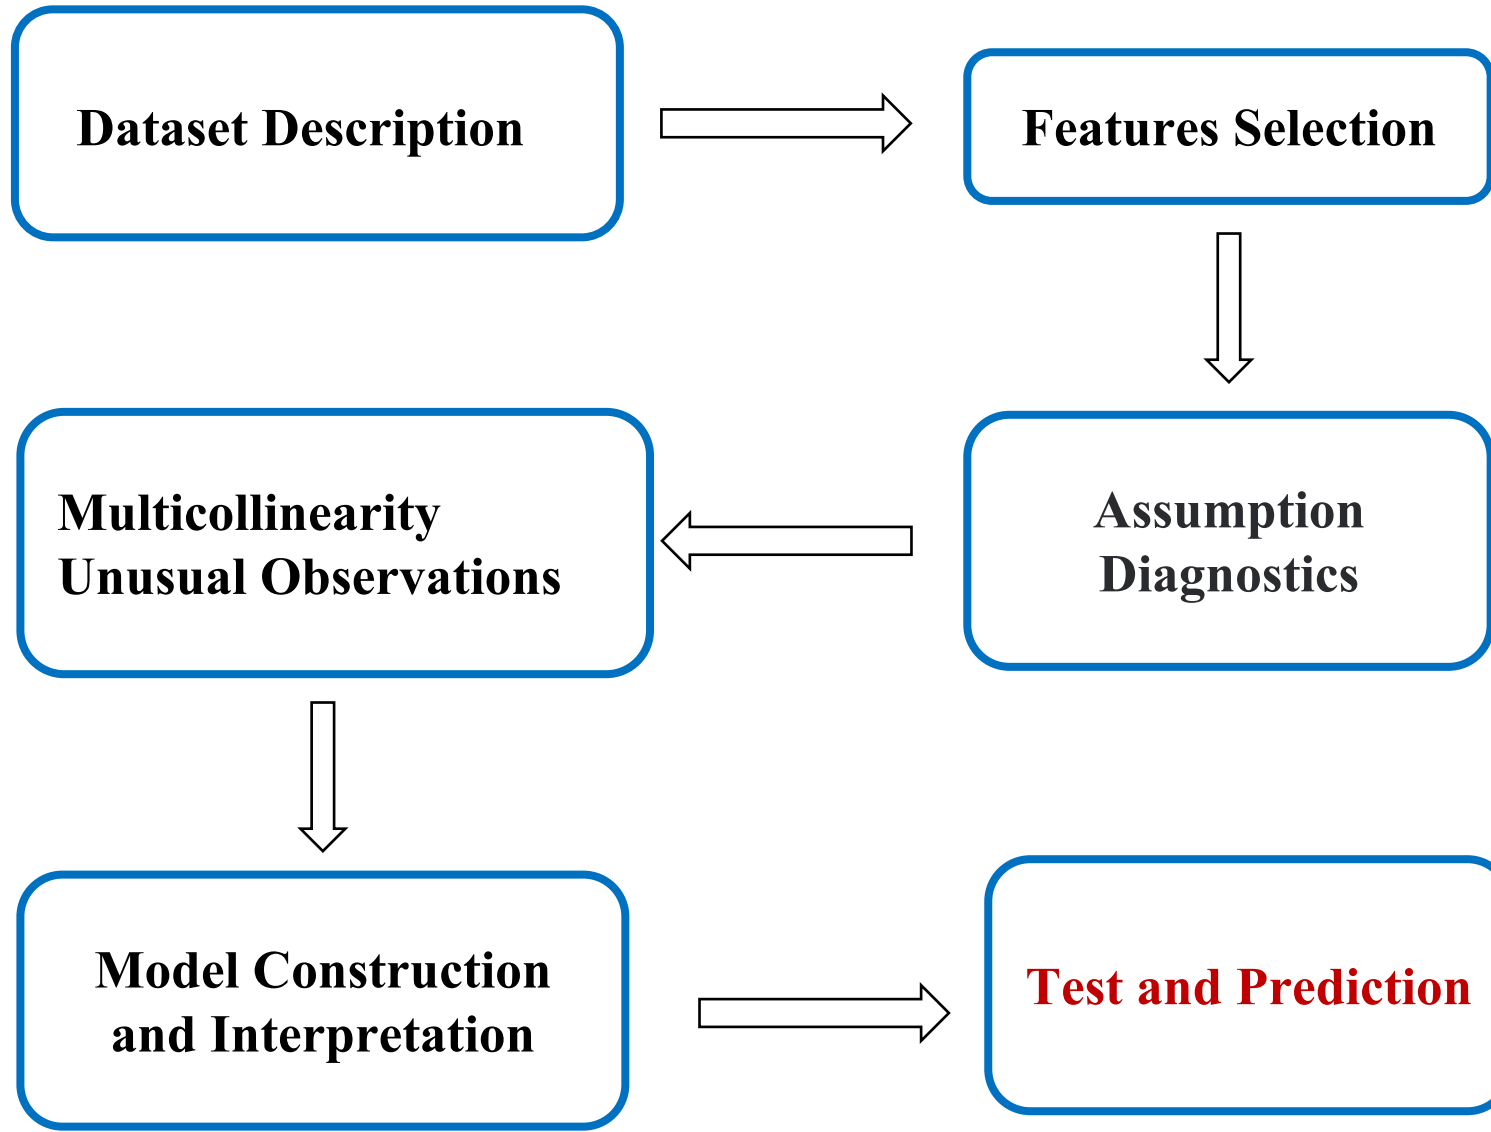 Dataset Description
Features Selection
Assumption
Diagnostics
Multicollinearity
Unusual Observations
Model Construction
and Interpretation
Test and Prediction